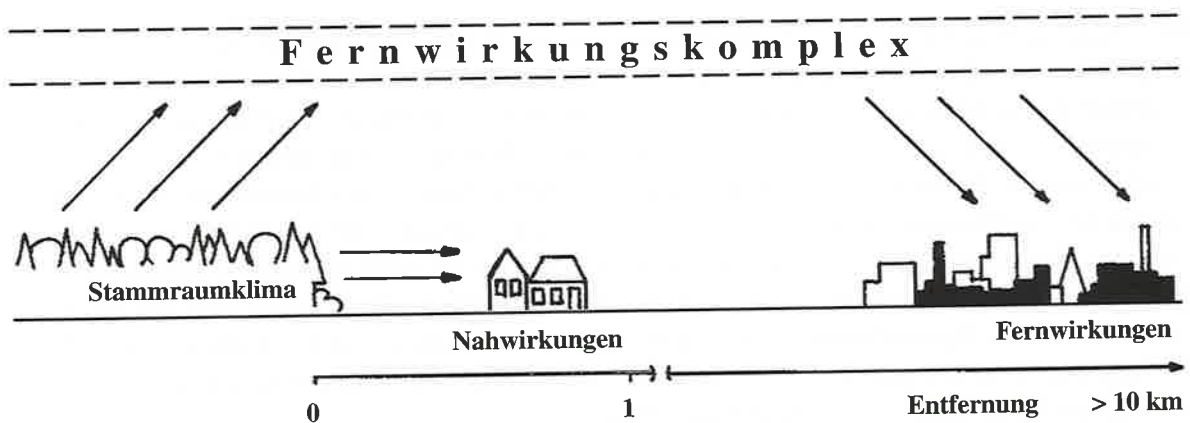 Fernwirkungskomplex
Stammraumklima
Nahwirkungen
Fernwirkungen
0
1
Entfernung > 10 km